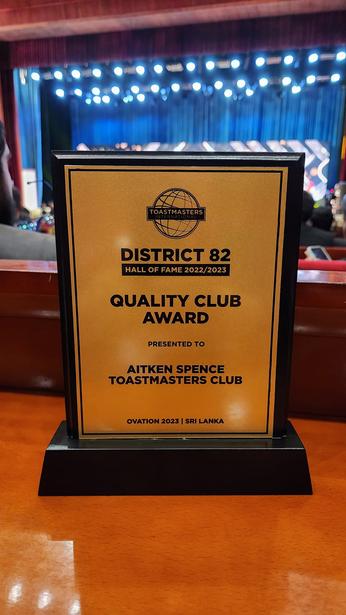 TOASTMASTERS
INTERNATIONAL
DISTRICT 82
HALL OF FAME 2022/2023
QUALITY CLUB
AWARD
PRESENTED TO
AITKEN SPENCE
TOASTMASTERS CLUB
OVATION 2023 | SRI LANKA